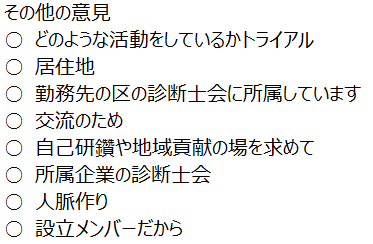 その他の意見
○ どのような活動をしているかトライアル
○ 居住地
○ 勤務先の区の診断士会に所属しています
○ 交流のため
○ 自己研鑽や地域貢献の場を求めて
○ 所属企業の診断士会
○ 人脈作り
○ 設立メンバーだから